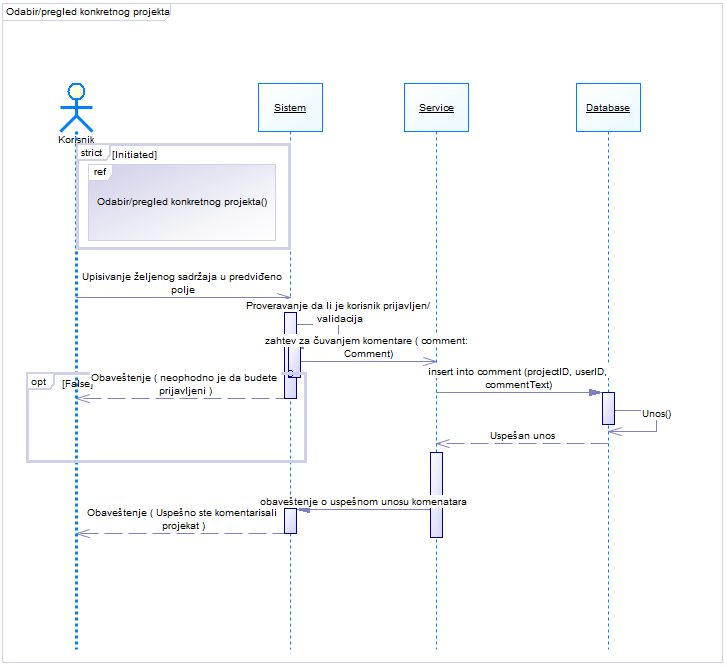 Odabir/pregled konkretnog projekta
Sistem
Service
Database
Korisnik
strict
[Initiated]
ref
Odabir/pregled konkretnog projekta()
Upisivanje željenog sadržaja u predviđeno
polje
Proveravanje da li je korisnik prijavljen/
validacija
zahtev za čuvanjem komentare ( comment:
Comment)
insert into comment (projectID, userID,
commentText)
opt
[False]
Obaveštenje ( neophodno je da budete
prijavljeni )
Unos()
Uspešan unos
obaveštenje o uspešnom unosu komenatara
Obaveštenje ( Uspešno ste komentarisali
projekat )